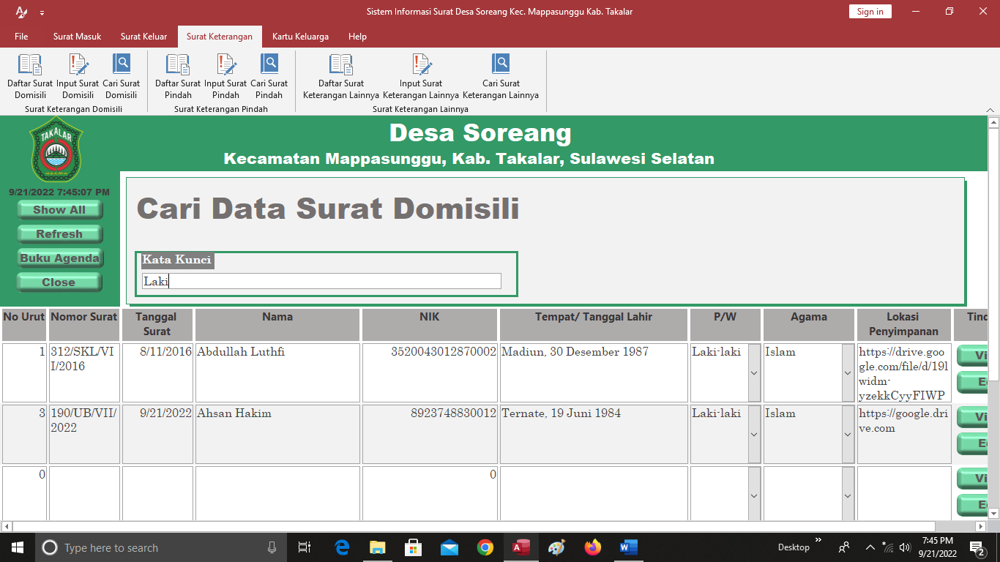 Sistem Informasi Surat Desa Soreang Kec. Mappasunggu Kab. Takalar
Sign in
File Surat Masuk Surat Keluar Surat Keterangan Kartu Keluarga Help
Daftar Surat Domisili
Input Surat Domisili
Cari Surat Domisili
Surat Keterangan Domisili
Daftar Surat Pindah
Input Surat Pindah
Cari Surat Pindah
Surat Keterangan Pindah
Daftar Surat Keterangan Lainnya
Input Surat Keterangan Lainnya
Cari Surat Keterangan Lainnya
Surat Keterangan Lainnya
TAKALAR
Desa Soreang
Kecamatan Mappasunggu, Kab. Takalar, Sulawesi Selatan
9/21/2022 7:45:07 PM
Show All
Refresh
Buku Agenda
Close
Cari Data Surat Domisili
Kata Kunci
Laki
No Urut Nomor Surat Tanggal Surat Nama NIK Tempat/ Tanggal Lahir P/W Agama Lokasi Penyimpanan Tind
1 312/SKL/VI 8/11/2016 Abdullah Luthfi 3520043012870002 Madiun, 30 Desember 1987 Laki-laki Islam https://drive.goo Vi
I/2016 gle.com/file/d/19l
widm- E
yzekkCyyFIWP
3 190/UB/VII/ 9/21/2022 Ahsan Hakim 8923748830012 Ternate, 19 Juni 1984 Laki-laki Islam https://google.dri Vi
2022 ve.com
E
0 0 Vi
E
Type here to search
Desktop
7:45 PM
9/21/2022
2